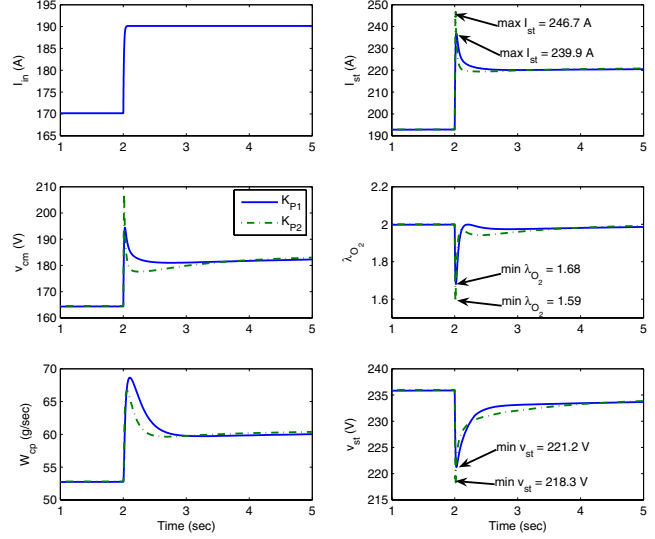 195
190
185
180
175
170
165
1 2 3 4 5
I_in (A)
250
240
230
220
210
200
190
1 2 3 4 5
I_st (A)
max I_st = 246.7 A
max I_st = 239.9 A
210
200
190
180
170
160
1 2 3 4 5
v_cm (V)
K_P1
K_P2
2.2
2
1.8
1.6
1 2 3 4 5
λ_O2
min λ_O2 = 1.68
min λ_O2 = 1.59
70
65
60
55
50
1 2 3 4 5
W_cp (g/sec)
Time (sec)
240
235
230
225
220
215
1 2 3 4 5
v_st (V)
min v_st = 221.2 V
min v_st = 218.3 V
Time (sec)